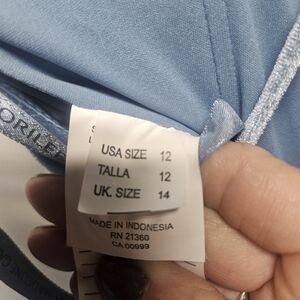 USA SIZE 12
TALLA 12
UK. SIZE 14
MADE IN INDONESIA
RN 21360
CA 00999